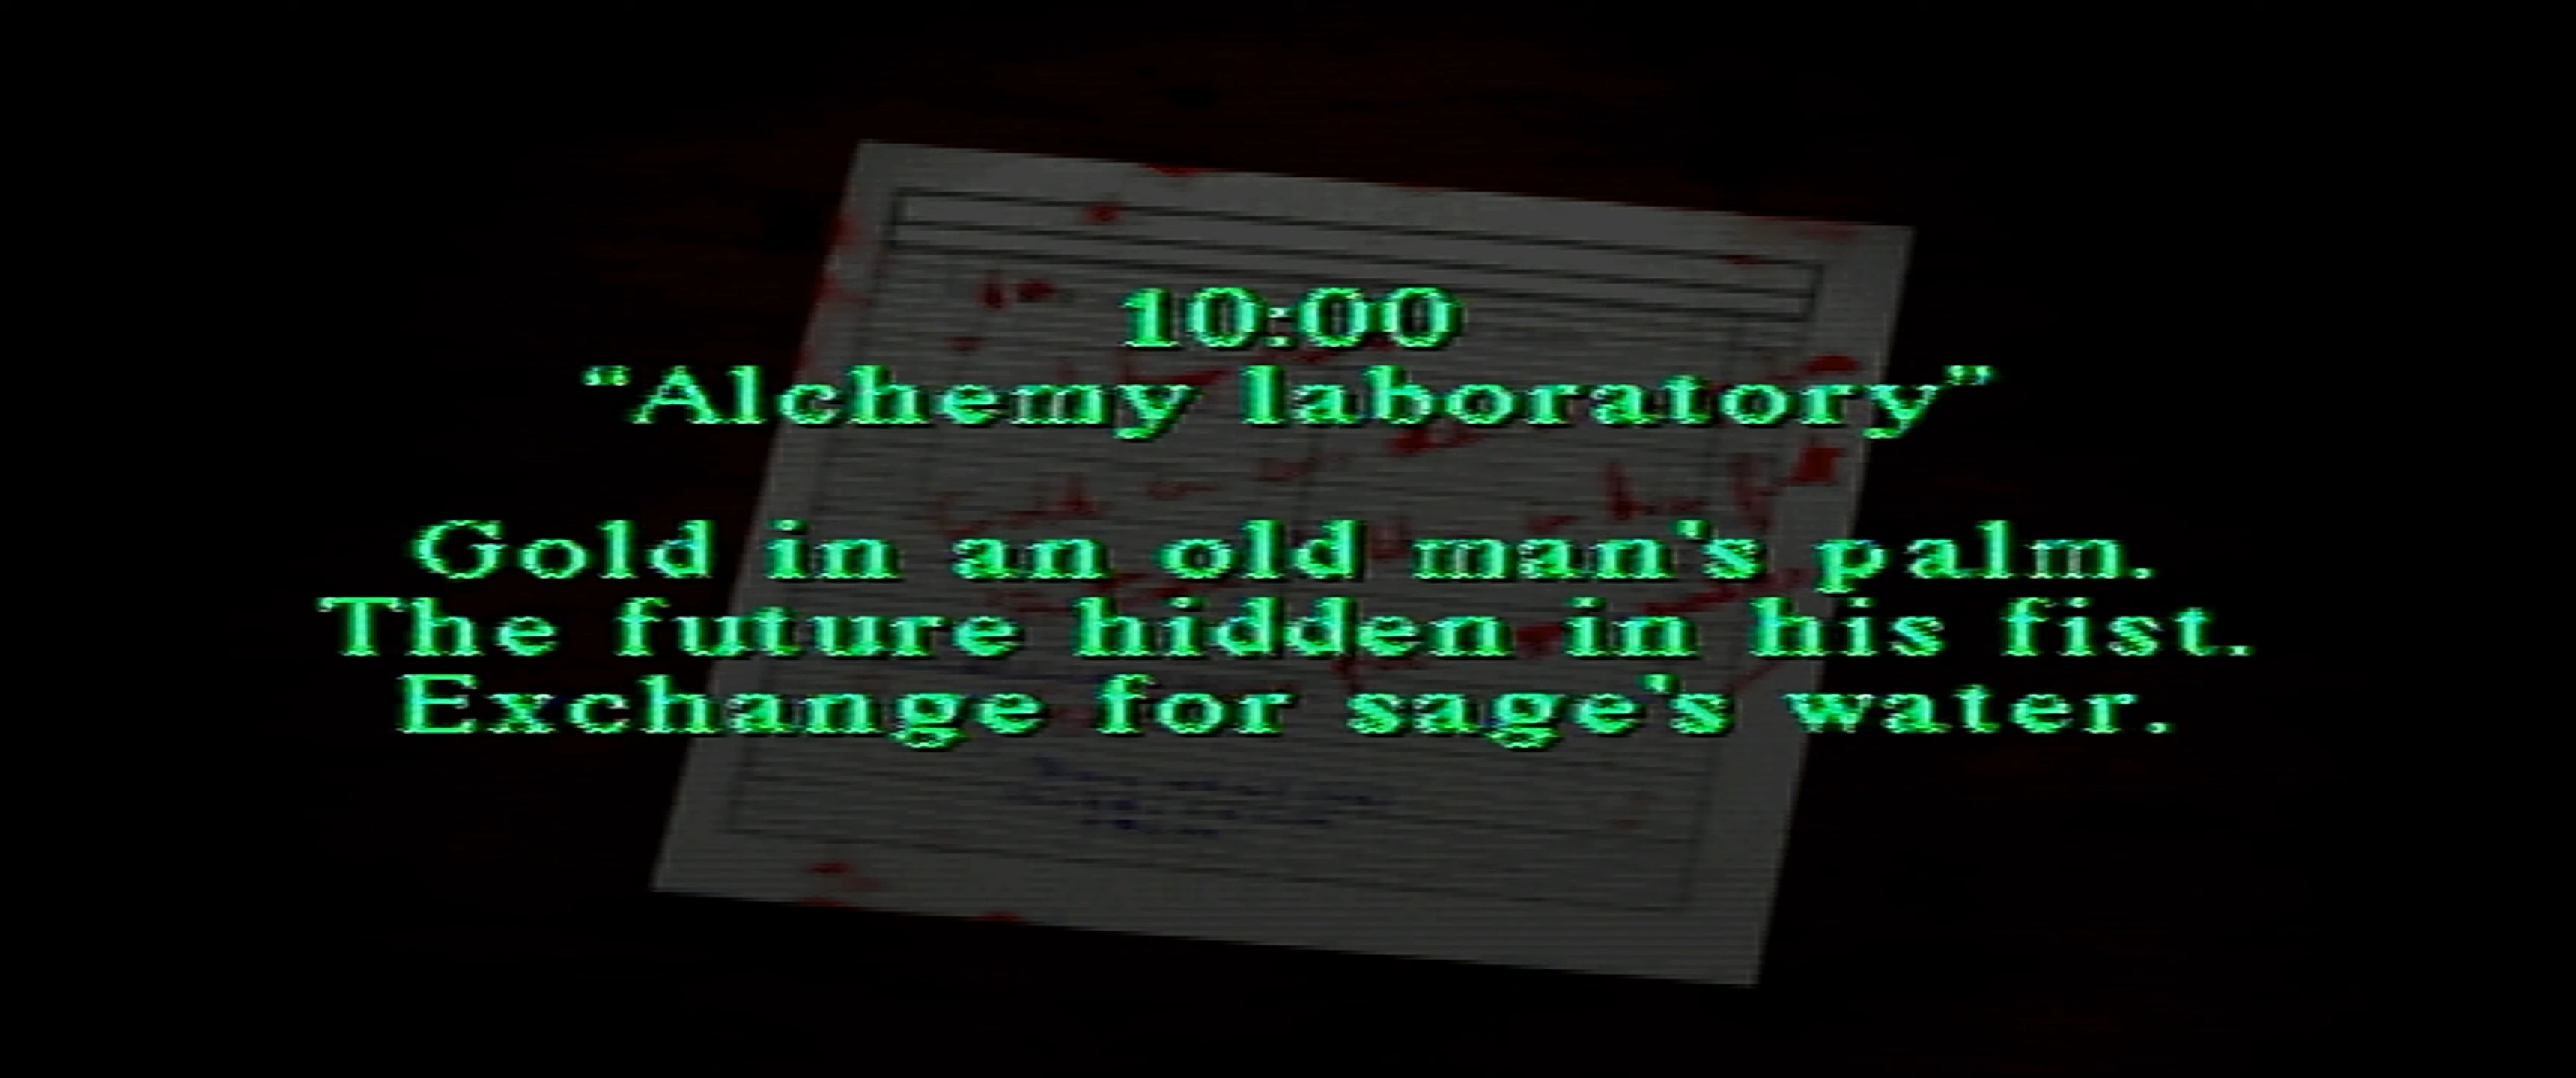 10:00
“Alchemy laboratory”
Gold in an old man's palm.
The future hidden in his fist.
Exchange for sage's water.